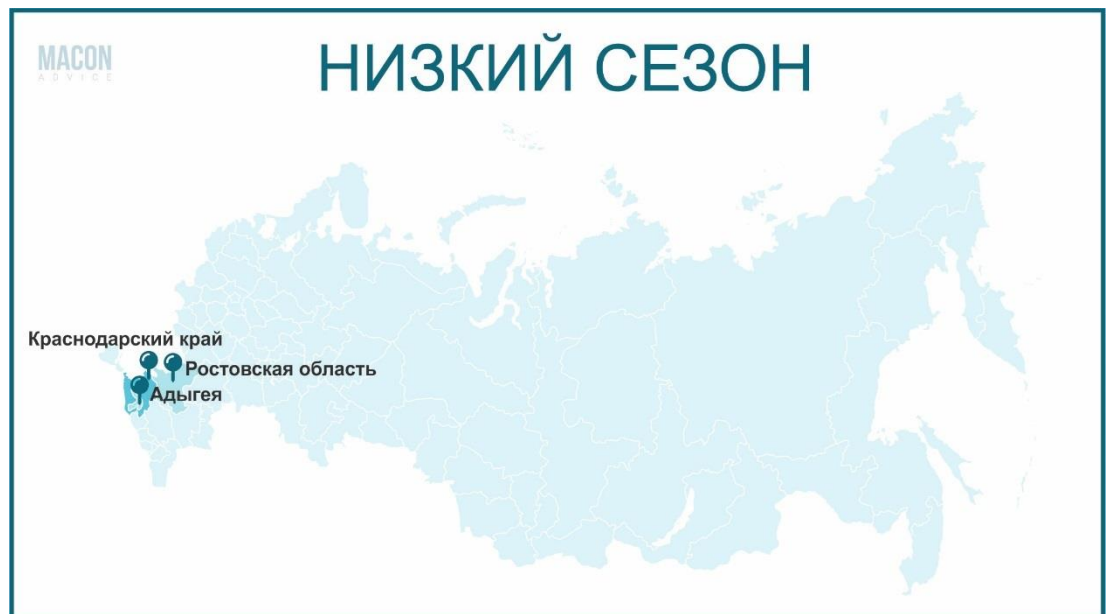 MACON
ADVICE
НИЗКИЙ СЕЗОН
Краснодарский край
Ростовская область
Адыгея